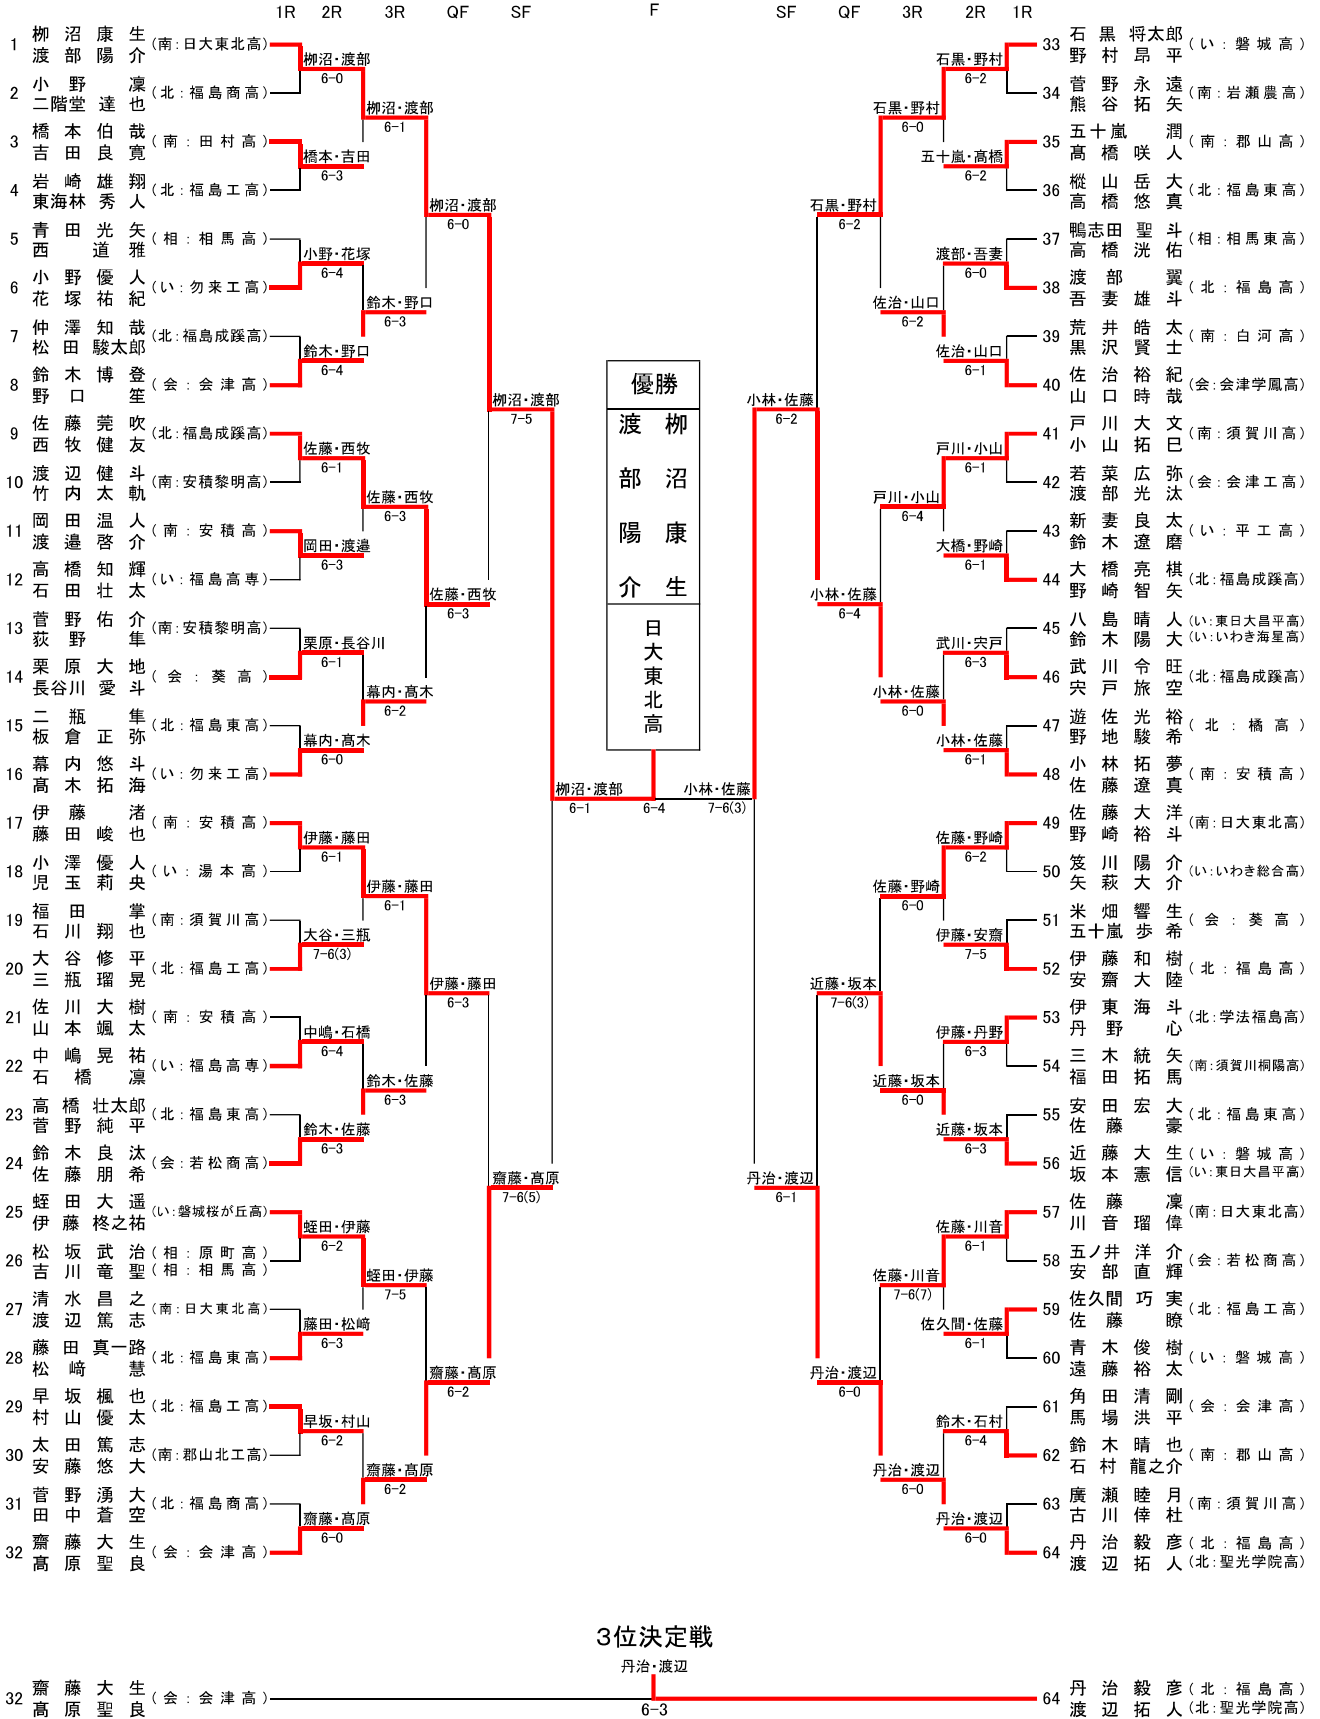 1R 2R 3R QF SF F SF QF 3R 2R 1R
1 栁沼康生 渡部陽介 (南:日大東北高)
2 小野凜 二階堂達也 (北:福島商高)
3 橋本伯哉 吉田良寛 (南:田村高)
4 岩崎雄翔 東海林秀人 (北:福島工高)
5 青田光矢 西道雅 (相:相馬高)
6 小野優人 花塚祐紀 (い:勿来工高)
7 仲澤知哉 松田駿太郎 (北:福島成蹊高)
8 鈴木博登 野口笙 (会:会津高)
9 佐藤莞吹 西牧健友 (北:福島成蹊高)
10 渡辺健斗 竹内太軌 (南:安積黎明高)
11 岡田温人 渡邉啓介 (南:安積高)
12 高橋知輝 石田壮太 (い:福島高専)
13 菅野佑介 荻野隼 (南:安積黎明高)
14 栗原大地 長谷川愛斗 (会:葵高)
15 二瓶隼 板倉正弥 (北:福島東高)
16 幕内悠斗 髙木拓海 (い:勿来工高)
17 伊藤渚 藤田峻也 (南:安積高)
18 小澤優人 児玉莉央 (い:湯本高)
19 福田掌 石川翔也 (南:須賀川高)
20 大谷修平 三瓶瑠晃 (北:福島工高)
21 佐川大樹 山本颯太 (南:安積高)
22 中嶋晃祐 石橋凛 (い:福島高専)
23 高橋壮太郎 菅野純平 (北:福島東高)
24 鈴木良汰 佐藤朋希 (会:若松商高)
25 蛭田大遥 伊藤柊之祐 (い:磐城桜が丘高)
26 松坂武治 (相:原町高) 吉川竜聖 (相:相馬高)
27 清水昌之 渡辺篤志 (南:日大東北高)
28 藤田真一路 松﨑慧 (北:福島東高)
29 早坂楓也 村山優太 (北:福島工高)
30 太田篤志 安藤悠大 (南:郡山北工高)
31 菅野湧大 田中蒼空 (北:福島商高)
32 齋藤大生 髙原聖良 (会:会津高)
栁沼・渡部
6-0
橋本・吉田
6-3
小野・花塚
6-4
鈴木・野口
6-4
佐藤・西牧
6-1
岡田・渡邉
6-3
栗原・長谷川
6-1
幕内・髙木
6-0
伊藤・藤田
6-1
大谷・三瓶
7-6(3)
中嶋・石橋
6-4
鈴木・佐藤
6-3
蛭田・伊藤
6-2
藤田・松﨑
6-3
早坂・村山
6-2
齋藤・髙原
6-0
栁沼・渡部
6-1
鈴木・野口
6-3
佐藤・西牧
6-3
幕内・髙木
6-2
伊藤・藤田
6-1
鈴木・佐藤
6-3
蛭田・伊藤
7-5
齋藤・髙原
6-2
栁沼・渡部
6-0
佐藤・西牧
6-3
伊藤・藤田
6-3
齋藤・髙原
6-2
栁沼・渡部
7-5
齋藤・髙原
7-6(5)
栁沼・渡部
6-1
優勝
栁沼康生
渡部陽介
日大東北高
6-4
小林・佐藤
7-6(3)
小林・佐藤
6-2
丹治・渡辺
6-1
石黒・野村
6-2
小林・佐藤
6-4
近藤・坂本
7-6(3)
丹治・渡辺
6-0
石黒・野村
6-0
佐治・山口
6-2
戸川・小山
6-4
小林・佐藤
6-0
佐藤・野崎
6-0
近藤・坂本
6-0
佐藤・川音
7-6(7)
丹治・渡辺
6-0
石黒・野村
6-2
五十嵐・髙橋
6-2
渡部・吾妻
6-0
佐治・山口
6-1
戸川・小山
6-1
大橋・野崎
6-1
武川・宍戸
6-3
小林・佐藤
6-1
佐藤・野崎
6-2
伊藤・安齋
7-5
伊藤・丹野
6-3
近藤・坂本
6-3
佐藤・川音
6-1
佐久間・佐藤
6-1
鈴木・石村
6-4
丹治・渡辺
6-0
33 石黒将太郎 野村昂平 (い:磐城高)
34 菅野永遠 熊谷拓矢 (南:岩瀬農高)
35 五十嵐潤 髙橋咲人 (南:郡山高)
36 樅山岳大 高橋悠真 (北:福島東高)
37 鴨志田聖斗 高橋洸佑 (相:相馬東高)
38 渡部翼 吾妻雄斗 (北:福島高)
39 荒井皓太 黒沢賢士 (南:白河高)
40 佐治裕紀 山口時哉 (会:会津学鳳高)
41 戸川大文 小山拓巳 (南:須賀川高)
42 若菜広弥 渡部光汰 (会:会津工高)
43 新妻良太 鈴木遼磨 (い:平工高)
44 大橋亮棋 野崎智矢 (北:福島成蹊高)
45 八島晴人 (い:東日大昌平高) 鈴木陽大 (い:いわき海星高)
46 武川令旺 宍戸旅空 (北:福島成蹊高)
47 遊佐光裕 野地駿希 (北:橘高)
48 小林拓夢 佐藤遼真 (南:安積高)
49 佐藤大洋 野崎裕斗 (南:日大東北高)
50 笈川陽介 矢萩大介 (い:いわき総合高)
51 米畑響生 五十嵐歩希 (会:葵高)
52 伊藤和樹 安齋大陸 (北:福島高)
53 伊東海斗 丹野心 (北:学法福島高)
54 三木統矢 福田拓馬 (南:須賀川桐陽高)
55 安田宏大 佐藤豪 (北:福島東高)
56 近藤大生 (い:磐城高) 坂本憲信 (い:東日大昌平高)
57 佐藤凜 川音瑠偉 (南:日大東北高)
58 五ノ井洋介 安部直輝 (会:若松商高)
59 佐久間巧実 佐藤瞭 (北:福島工高)
60 青木俊樹 遠藤裕太 (い:磐城高)
61 角田清剛 馬場洪平 (会:会津高)
62 鈴木晴也 石村龍之介 (南:郡山高)
63 廣瀬睦月 古川倖杜 (南:須賀川高)
64 丹治毅彦 (北:福島高) 渡辺拓人 (北:聖光学院高)
3位決定戦
丹治・渡辺
32 齋藤大生 髙原聖良 (会:会津高)
6-3
64 丹治毅彦 (北:福島高) 渡辺拓人 (北:聖光学院高)